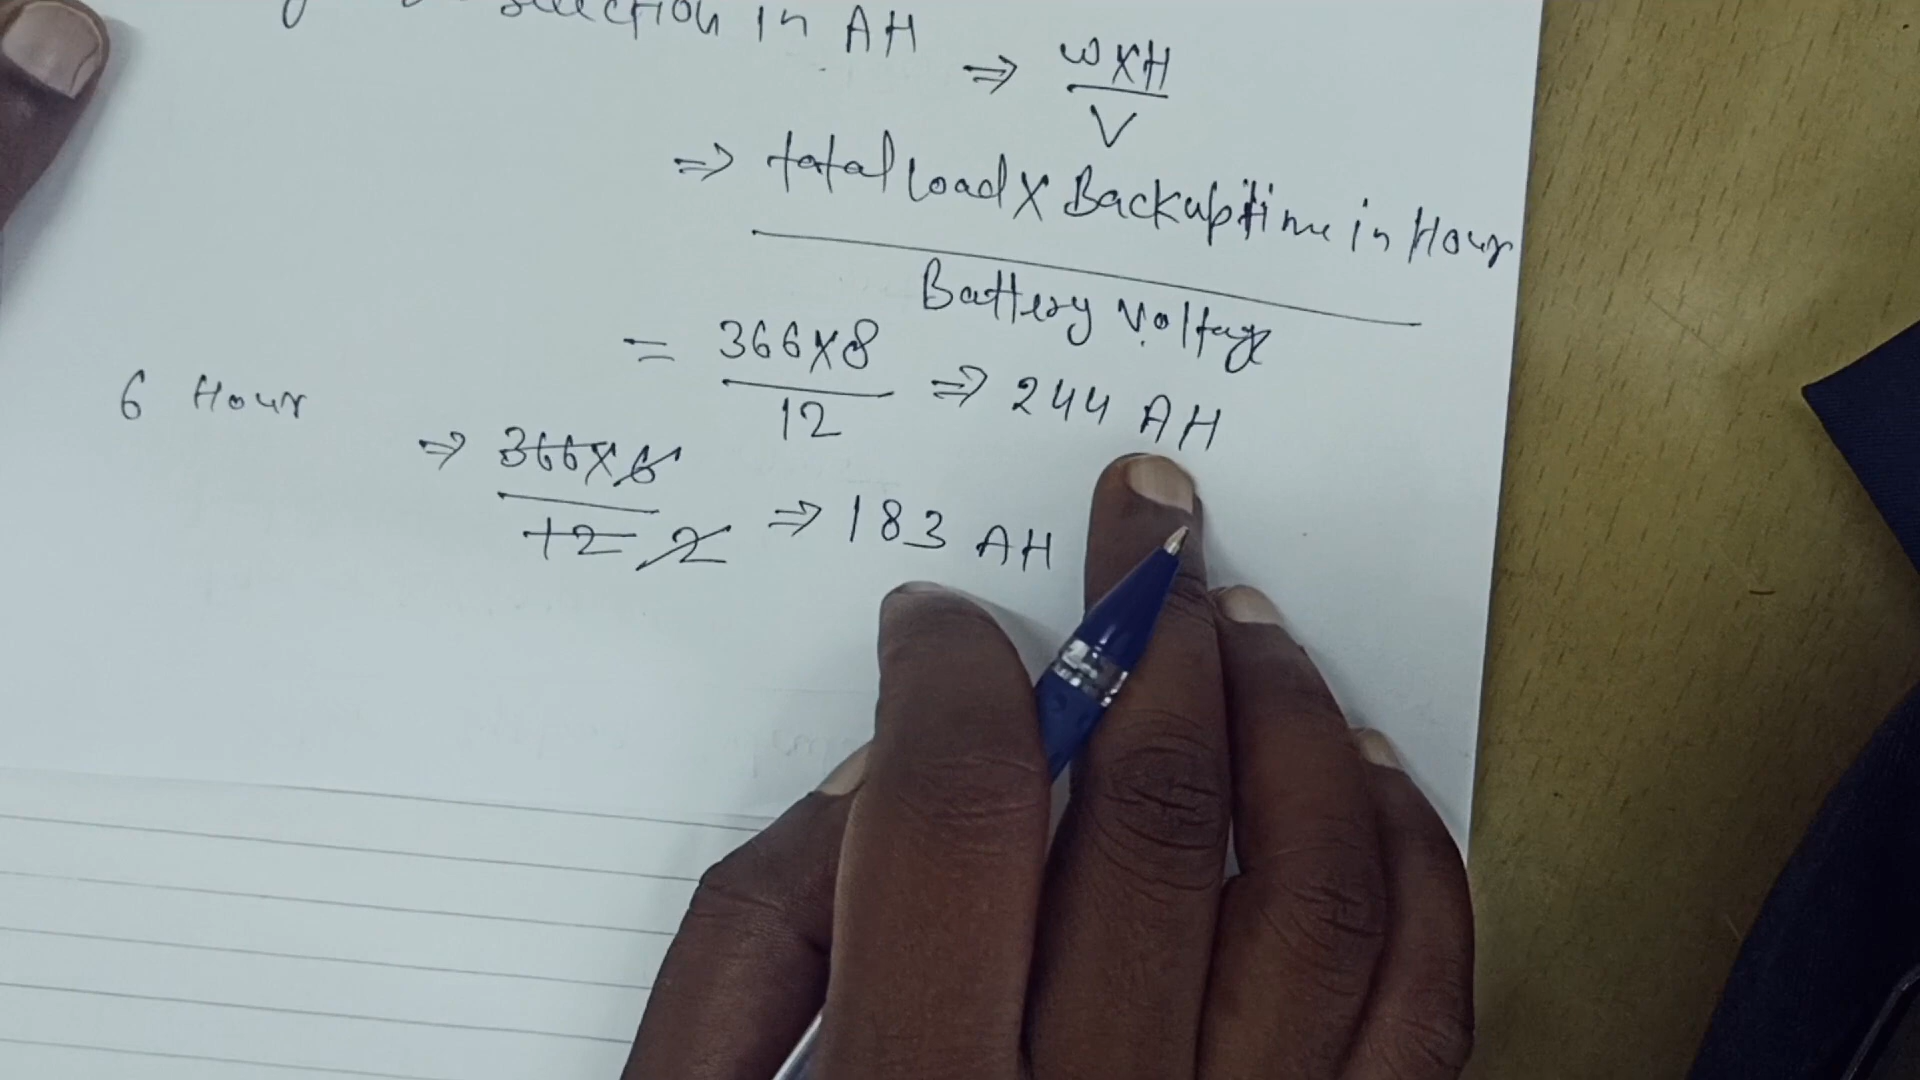 selection in AH ⇒ W×H / V
⇒ tatal load × Backup time in Hour / Battery Voltage
= 366×8 / 12 ⇒ 244 AH
6 Hour
⇒ 366×6 / 12 2 ⇒ 183 AH